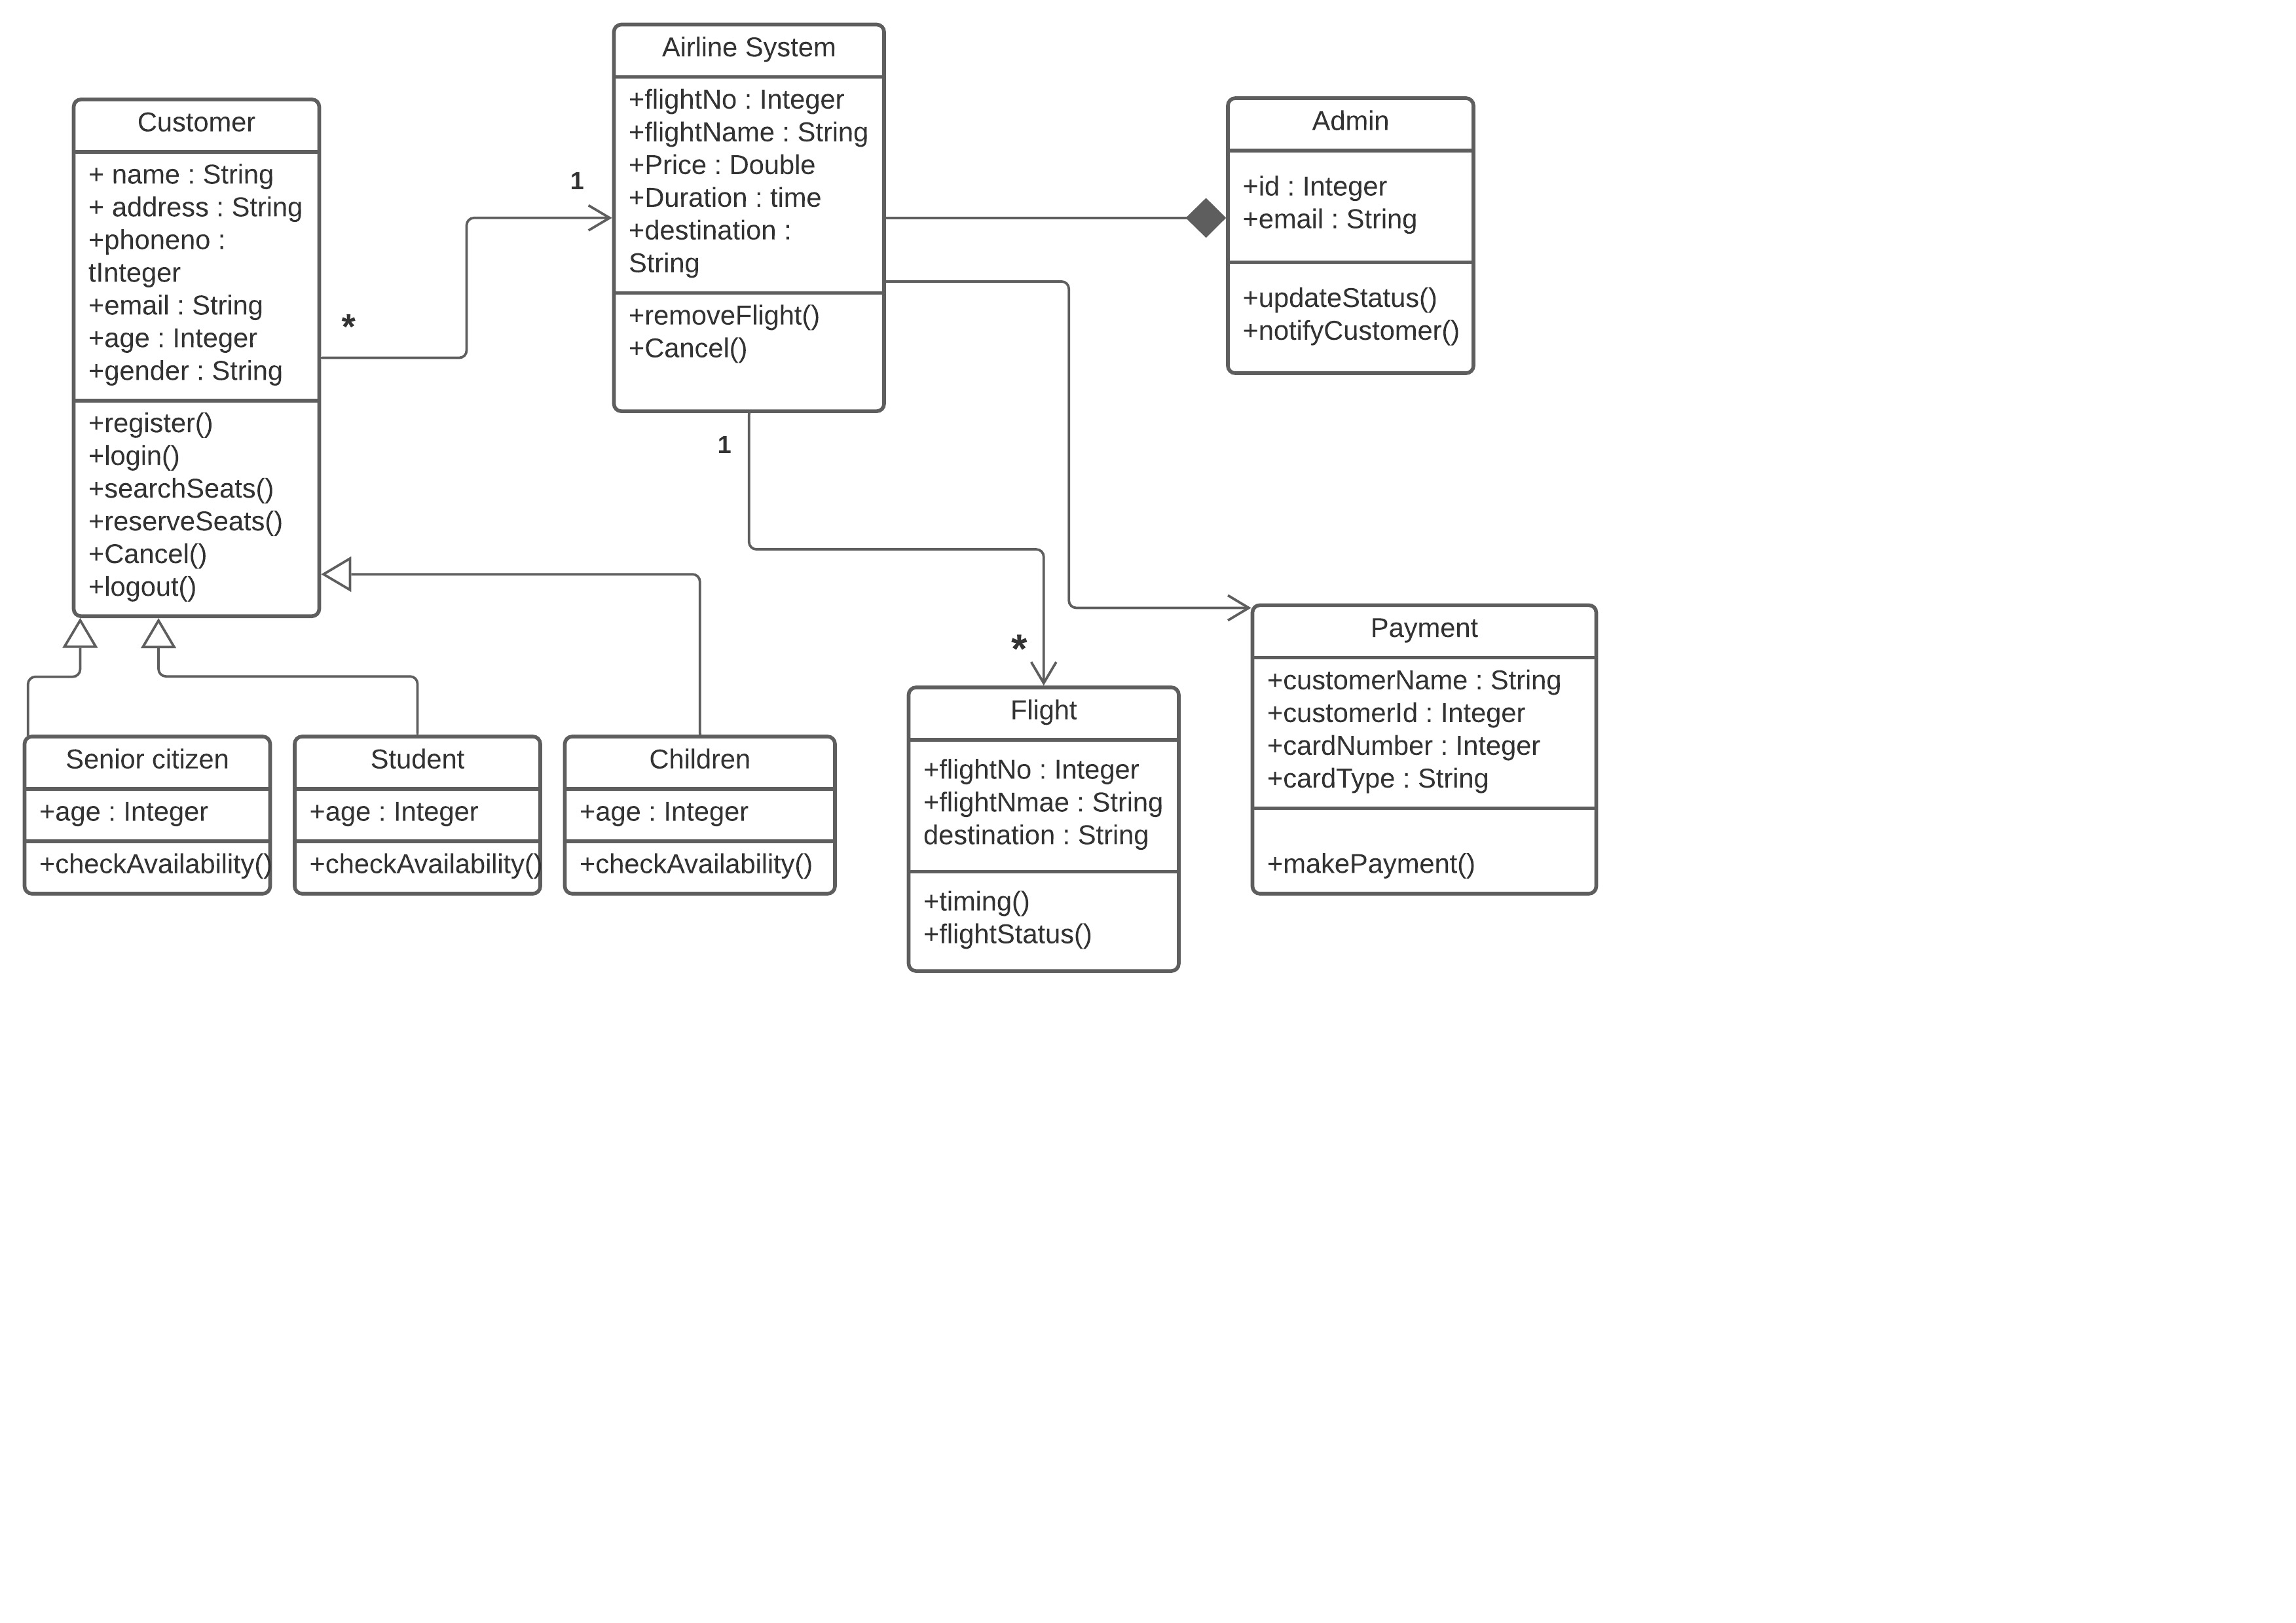 Airline System
+flightNo : Integer
+flightName : String
+Price : Double
+Duration : time
+destination :
String
+removeFlight()
+Cancel()
Customer
+ name : String
+ address : String
+phoneno :
tInteger
+email : String
+age : Integer
+gender : String
+register()
+login()
+searchSeats()
+reserveSeats()
+Cancel()
+logout()
Admin
+id : Integer
+email : String
+updateStatus()
+notifyCustomer()
1
*
1
*
Payment
+customerName : String
+customerId : Integer
+cardNumber : Integer
+cardType : String
+makePayment()
Flight
+flightNo : Integer
+flightNmae : String
destination : String
+timing()
+flightStatus()
Senior citizen
+age : Integer
+checkAvailability()
Student
+age : Integer
+checkAvailability()
Children
+age : Integer
+checkAvailability()